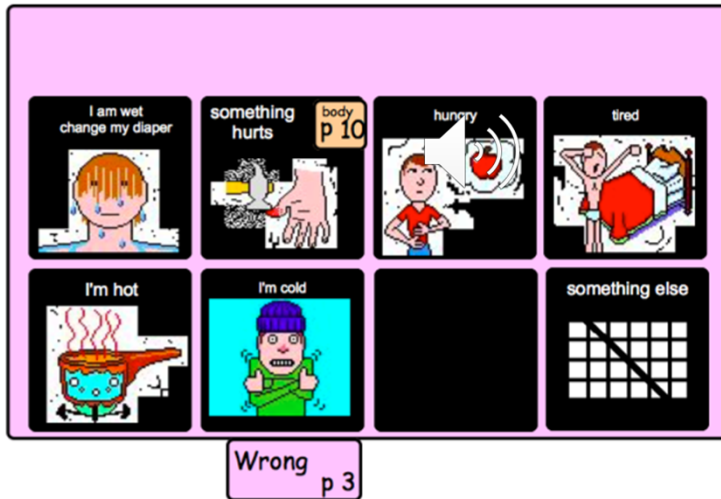 I am wet
change my diaper
something
hurts
body
p 10
hungry
tired
I'm hot
I'm cold
something else
Wrong
p 3